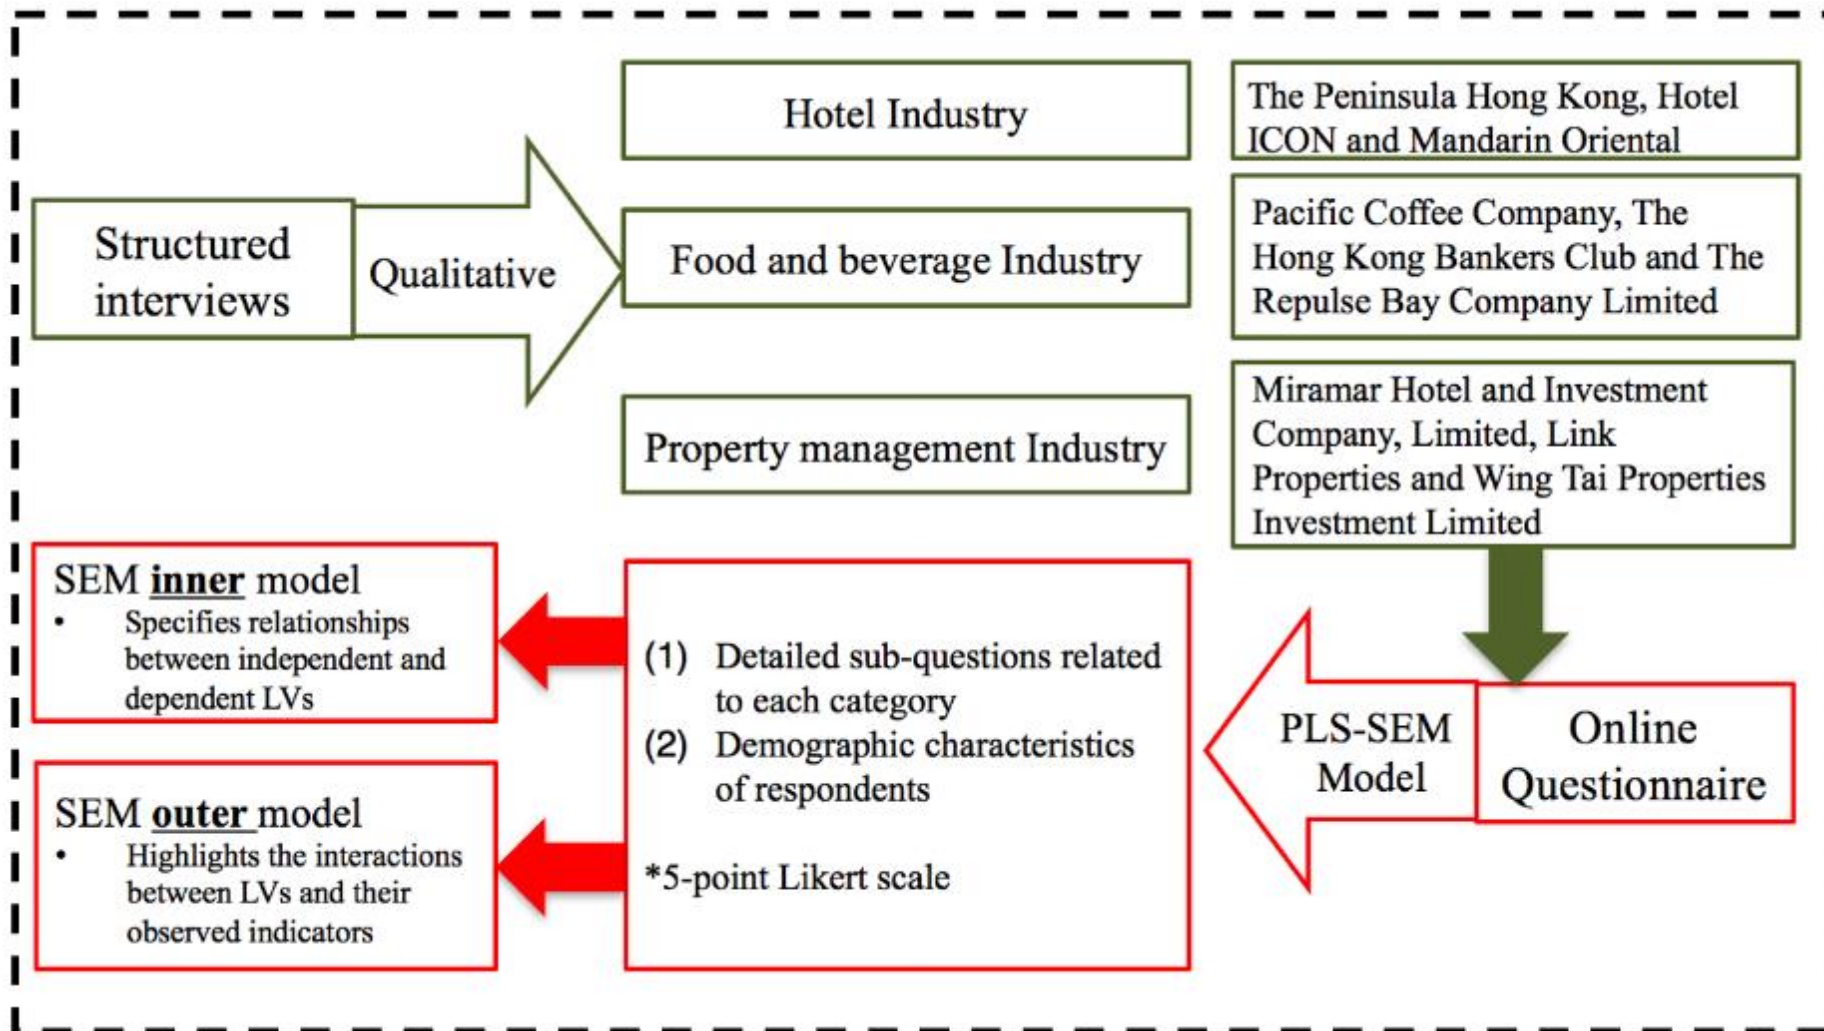 Structured
interviews
Qualitative
Hotel Industry
The Peninsula Hong Kong, Hotel
ICON and Mandarin Oriental
Food and beverage Industry
Pacific Coffee Company, The
Hong Kong Bankers Club and The
Repulse Bay Company Limited
Property management Industry
Miramar Hotel and Investment
Company, Limited, Link
Properties and Wing Tai Properties
Investment Limited
Online
Questionnaire
PLS-SEM
Model
(1) Detailed sub-questions related
to each category
(2) Demographic characteristics
of respondents
*5-point Likert scale
SEM inner model
• Specifies relationships
between independent and
dependent LVs
SEM outer model
• Highlights the interactions
between LVs and their
observed indicators